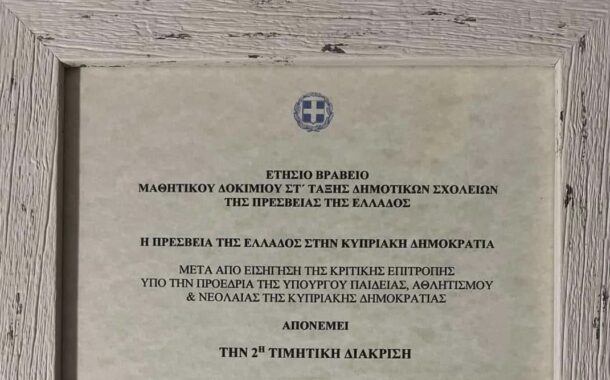 ΕΤΗΣΙΟ ΒΡΑΒΕΙΟ
ΜΑΘΗΤΙΚΟΥ ΔΟΚΙΜΙΟΥ ΣΤ΄ ΤΑΞΗΣ ΔΗΜΟΤΙΚΩΝ ΣΧΟΛΕΙΩΝ
ΤΗΣ ΠΡΕΣΒΕΙΑΣ ΤΗΣ ΕΛΛΑΔΟΣ
Η ΠΡΕΣΒΕΙΑ ΤΗΣ ΕΛΛΑΔΟΣ ΣΤΗΝ ΚΥΠΡΙΑΚΗ ΔΗΜΟΚΡΑΤΙΑ
ΜΕΤΑ ΑΠΟ ΕΙΣΗΓΗΣΗ ΤΗΣ ΚΡΙΤΙΚΗΣ ΕΠΙΤΡΟΠΗΣ
ΥΠΟ ΤΗΝ ΠΡΟΕΔΡΙΑ ΤΗΣ ΥΠΟΥΡΓΟΥ ΠΑΙΔΕΙΑΣ, ΑΘΛΗΤΙΣΜΟΥ
& ΝΕΟΛΑΙΑΣ ΤΗΣ ΚΥΠΡΙΑΚΗΣ ΔΗΜΟΚΡΑΤΙΑΣ
ΑΠΟΝΕΜΕΙ
ΤΗΝ 2Η ΤΙΜΗΤΙΚΗ ΔΙΑΚΡΙΣΗ